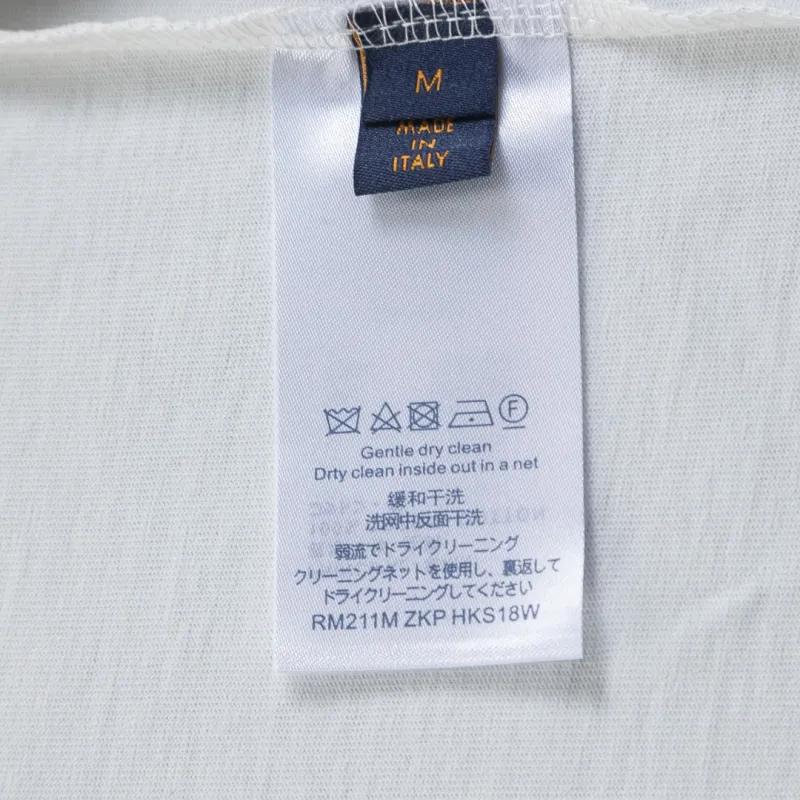 M
MADE
IN
ITALY
F
Gentle dry clean
Drty clean inside out in a net
缓和干洗
洗网中反面干洗
弱流でドライクリーニング
クリーニングネットを使用し、裏返して
ドライクリーニングしてください
RM211M ZKP HKS18W